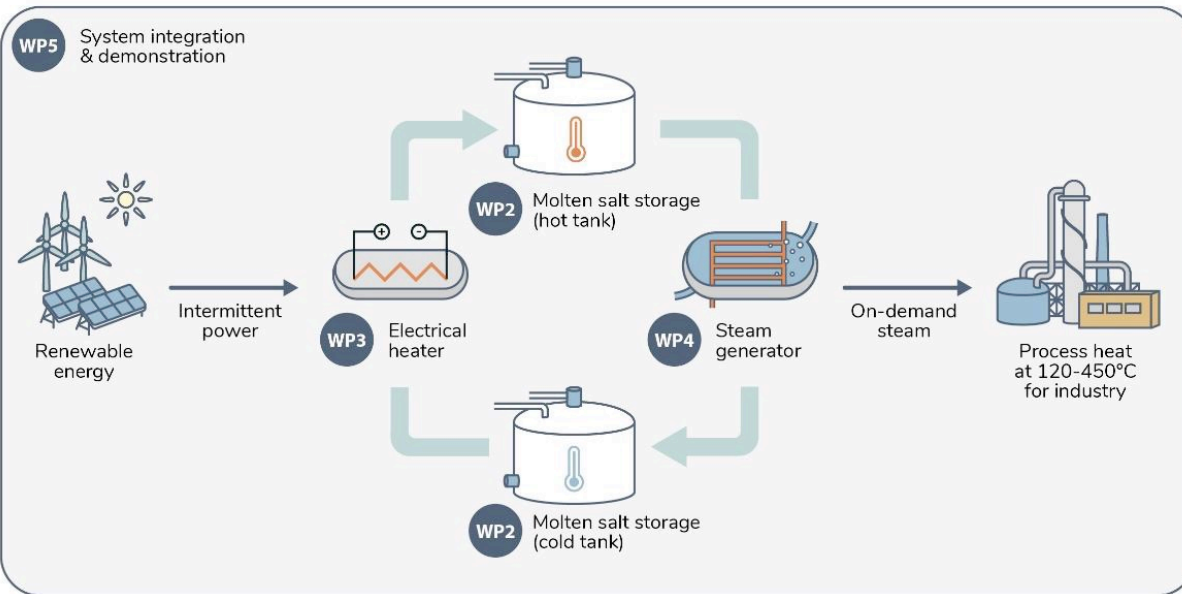 WP5
System integration
& demonstration
WP2
Molten salt storage
(hot tank)
+
-
Renewable
energy
Intermittent
power
WP3
Electrical
heater
WP4
Steam
generator
On-demand
steam
Process heat
at 120-450°C
for industry
WP2
Molten salt storage
(cold tank)